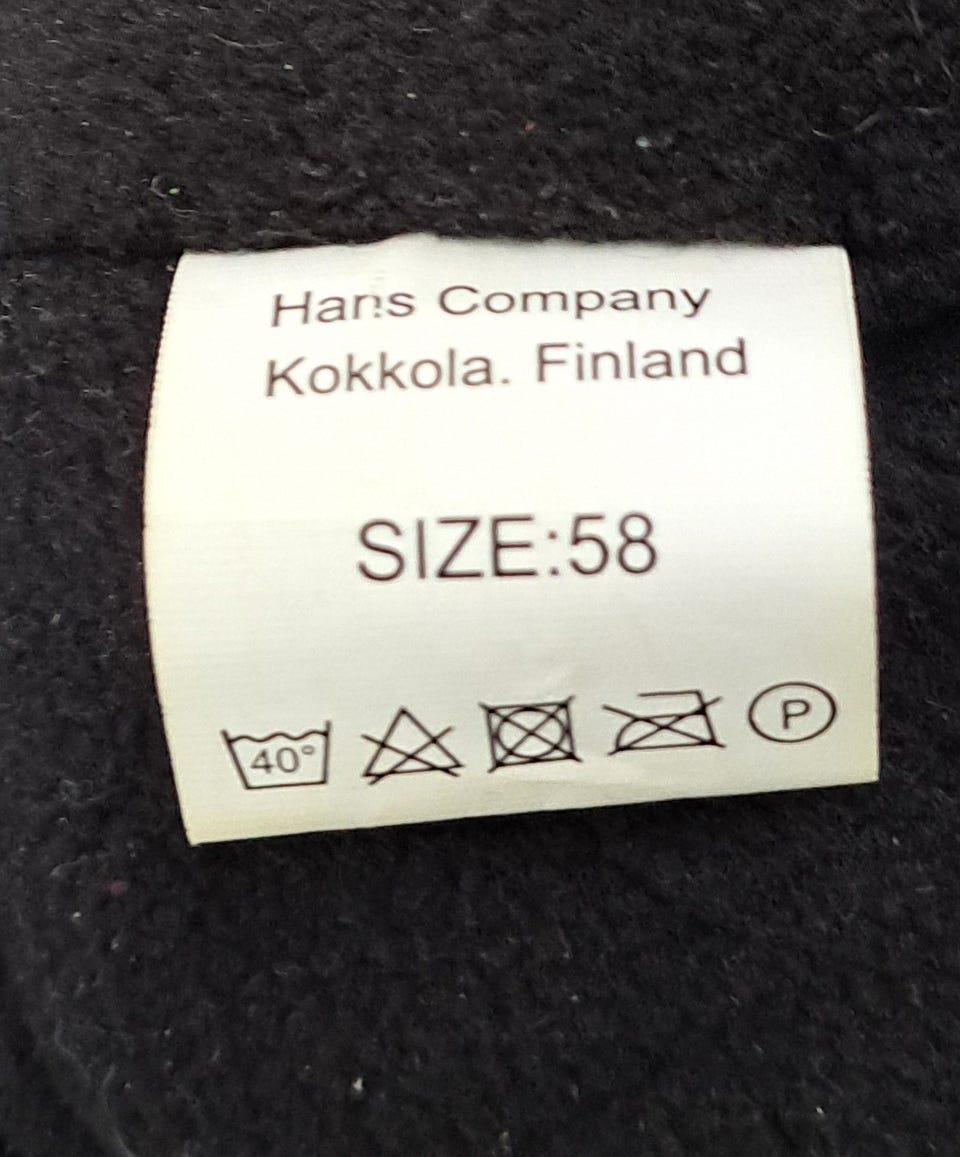 Hans Company
Kokkola. Finland
SIZE:58
40° P